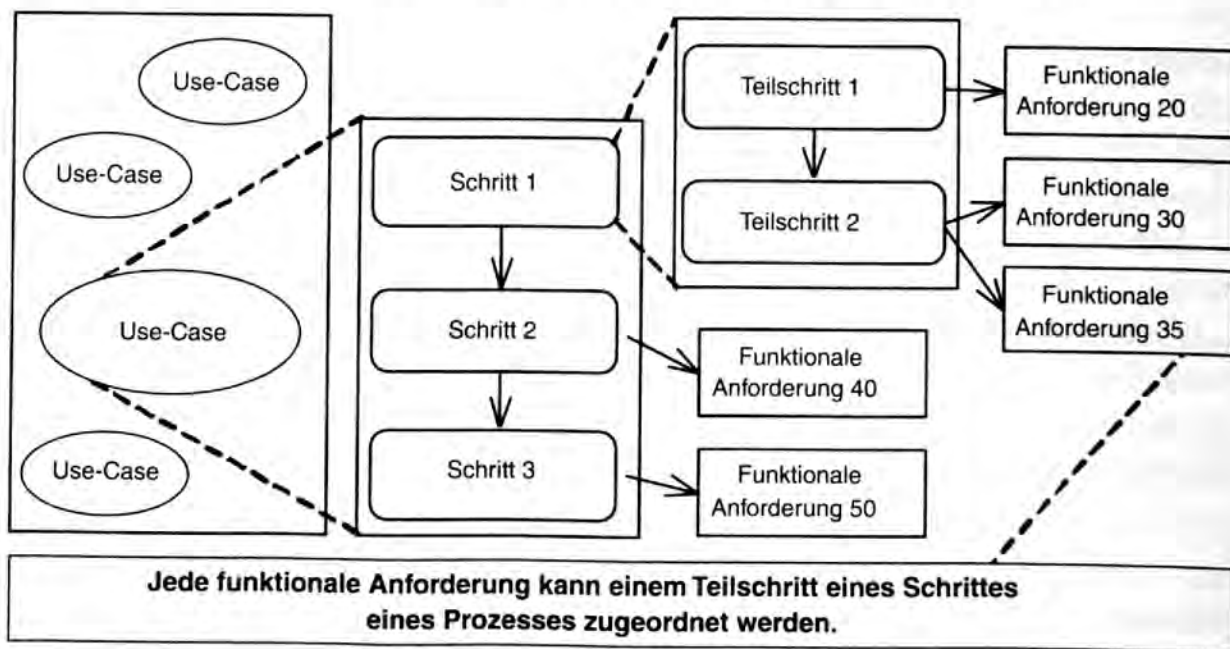 Use-Case
Use-Case
Use-Case
Use-Case
Schritt 1
Schritt 2
Schritt 3
Teilschritt 1
Teilschritt 2
Funktionale
Anforderung 20
Funktionale
Anforderung 30
Funktionale
Anforderung 35
Funktionale
Anforderung 40
Funktionale
Anforderung 50
Jede funktionale Anforderung kann einem Teilschritt eines Schrittes
eines Prozesses zugeordnet werden.